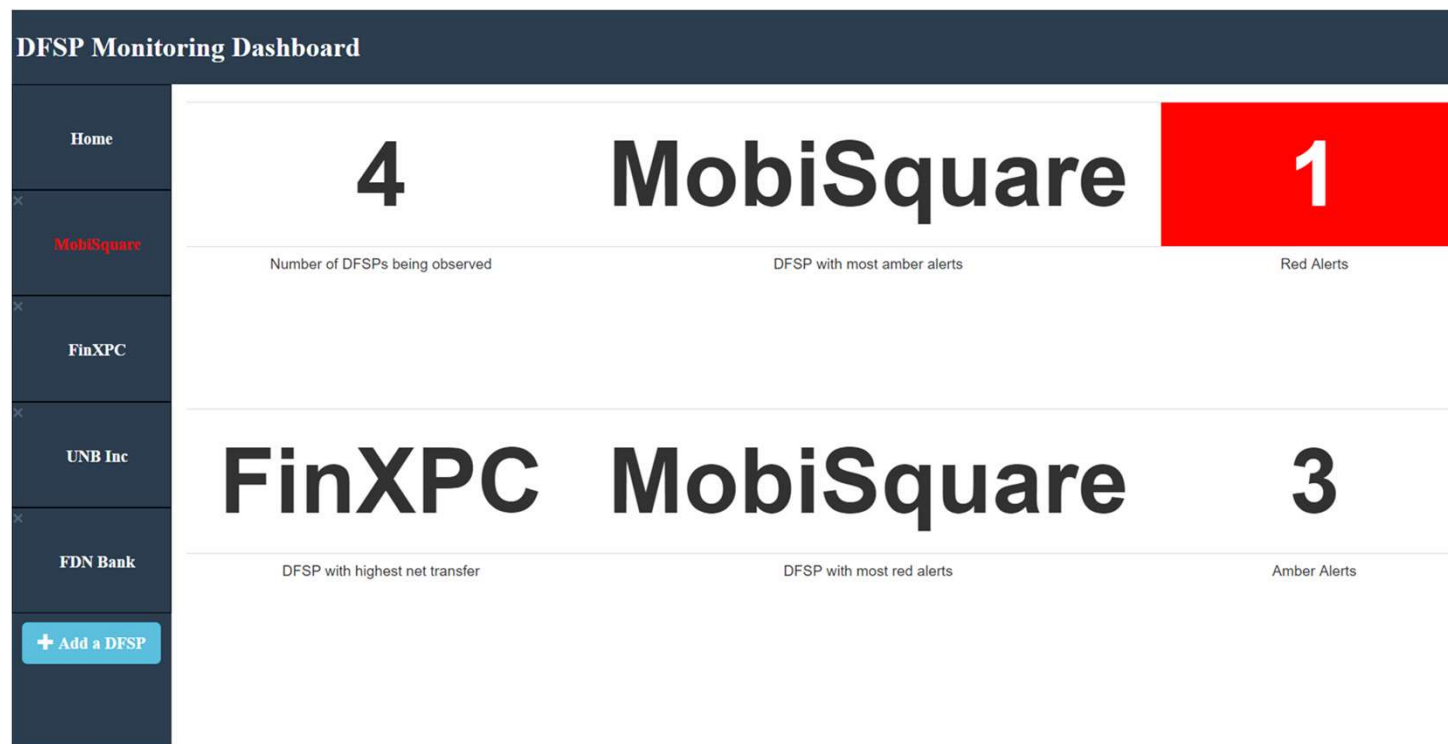 DFSP Monitoring Dashboard
Home
MobiSquare
FinXPC
UNB Inc
FDN Bank
+ Add a DFSP
4
Number of DFSPs being observed
MobiSquare
DFSP with most amber alerts
1
Red Alerts
FinXPC
DFSP with highest net transfer
MobiSquare
DFSP with most red alerts
3
Amber Alerts